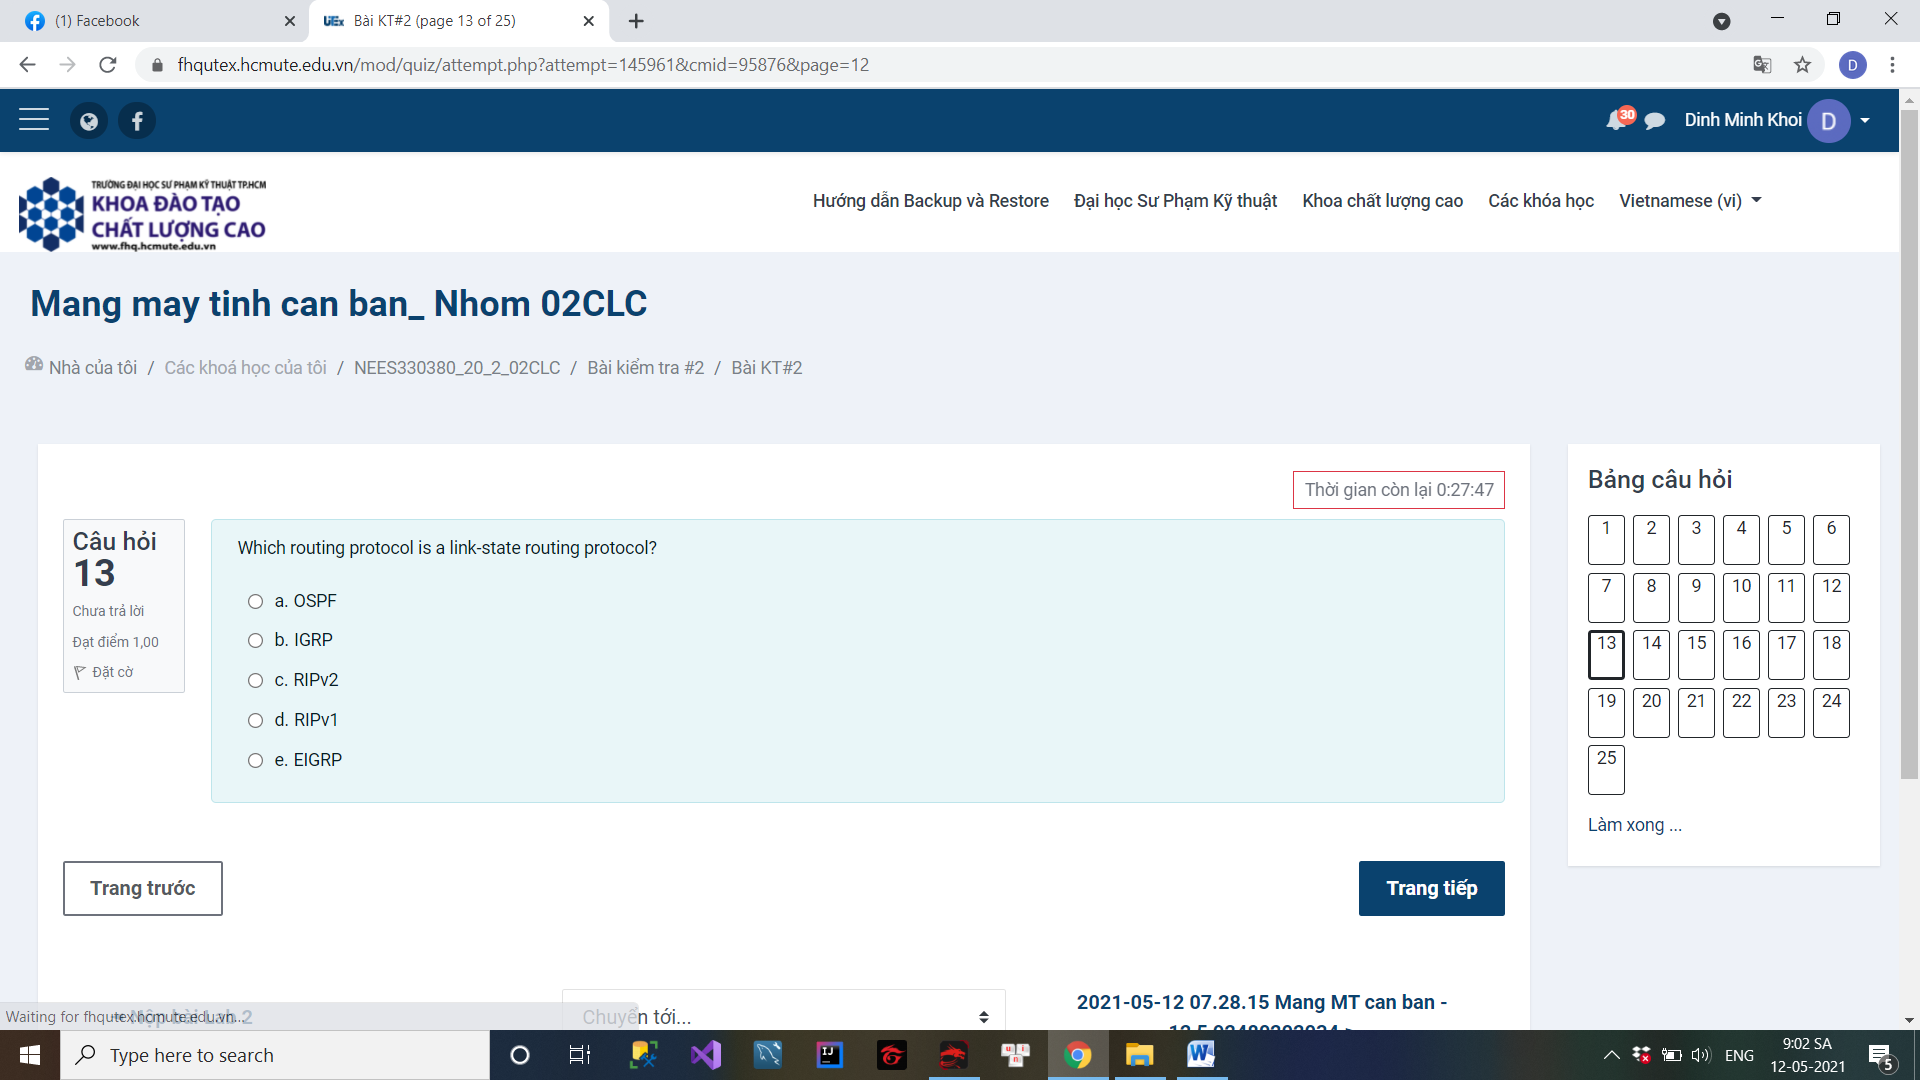 (1) Facebook
UEx Bài KT#2 (page 13 of 25)
fhqutex.hcmute.edu.vn/mod/quiz/attempt.php?attempt=145961&cmid=95876&page=12
D
30
Dinh Minh Khoi
D
TRƯỜNG ĐẠI HỌC SƯ PHẠM KỸ THUẬT TP.HCM
KHOA ĐÀO TẠO
CHẤT LƯỢNG CAO
www.fhq.hcmute.edu.vn
Hướng dẫn Backup và Restore
Đại học Sư Phạm Kỹ thuật
Khoa chất lượng cao
Các khóa học
Vietnamese (vi)
Mang may tinh can ban_ Nhom 02CLC
Nhà của tôi / Các khoá học của tôi / NEES330380_20_2_02CLC / Bài kiểm tra #2 / Bài KT#2
Thời gian còn lại 0:27:47
Câu hỏi
13
Chưa trả lời
Đạt điểm 1,00
Đặt cờ
Which routing protocol is a link-state routing protocol?
a. OSPF
b. IGRP
c. RIPv2
d. RIPv1
e. EIGRP
Trang trước
Trang tiếp
Bảng câu hỏi
1 2 3 4 5 6
7 8 9 10 11 12
13 14 15 16 17 18
19 20 21 22 23 24
25
Làm xong ...
Nộp bài Lab 2
Chuyển tới...
2021-05-12 07.28.15 Mang MT can ban -
Waiting for fhqutex.hcmute.edu.vn...
Type here to search
IJ
ENG
9:02 SA
12-05-2021
5